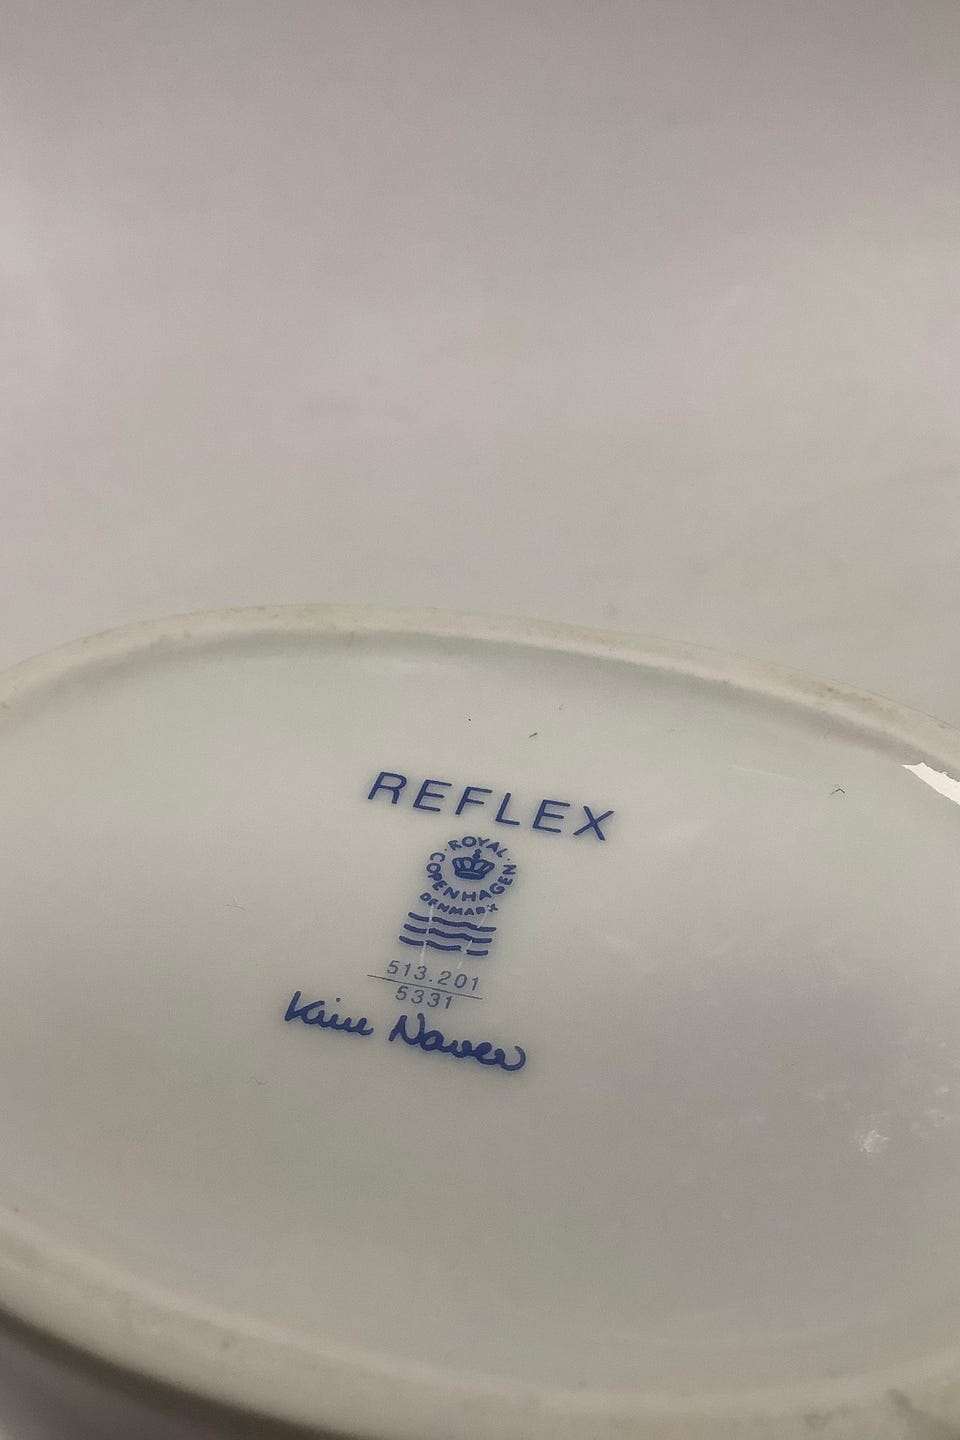 REFLEX
ROYAL
COPENHAGEN
DENMARK
513.201
5331
Kim Naver